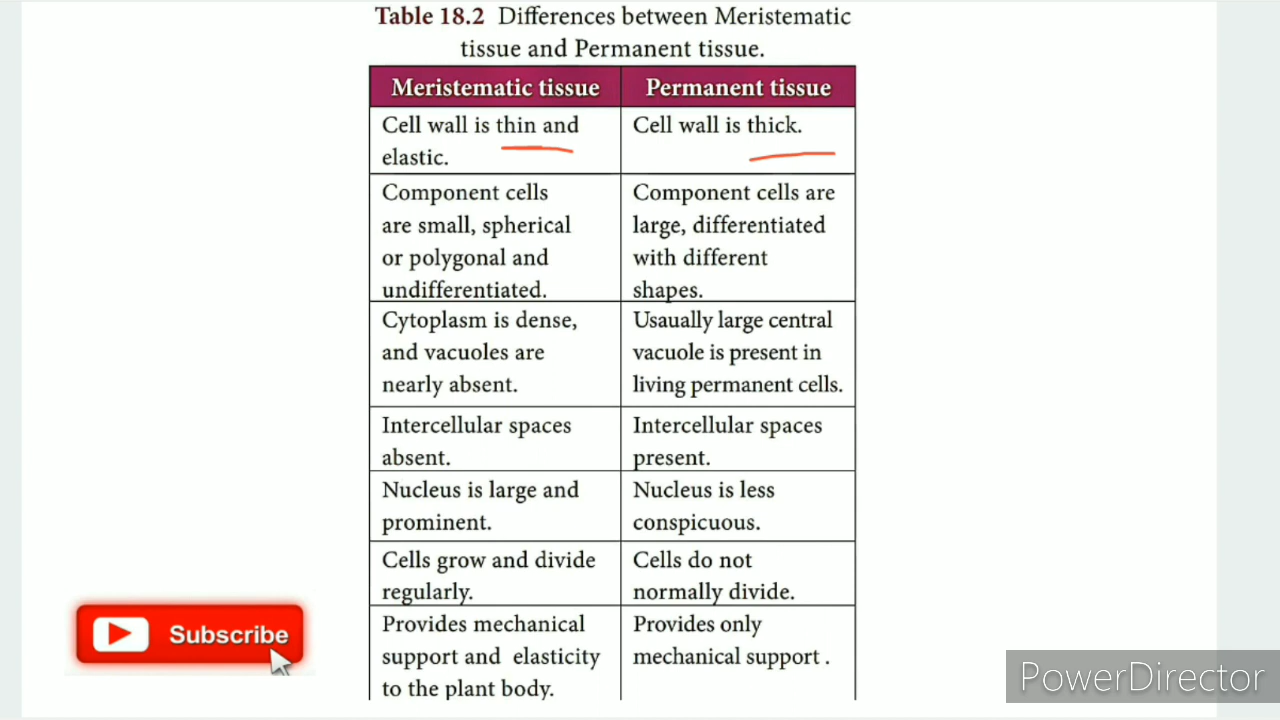 Table 18.2 Differences between Meristematic
tissue and Permanent tissue.
Meristematic tissue
Permanent tissue
Cell wall is thin and
elastic.
Cell wall is thick.
Component cells
are small, spherical
or polygonal and
undifferentiated.
Component cells are
large, differentiated
with different
shapes.
Cytoplasm is dense,
and vacuoles are
nearly absent.
Usaually large central
vacuole is present in
living permanent cells.
Intercellular spaces
absent.
Intercellular spaces
present.
Nucleus is large and
prominent.
Nucleus is less
conspicuous.
Cells grow and divide
regularly.
Cells do not
normally divide.
Provides mechanical
support and elasticity
to the plant body.
Provides only
mechanical support .
Subscribe
PowerDirector